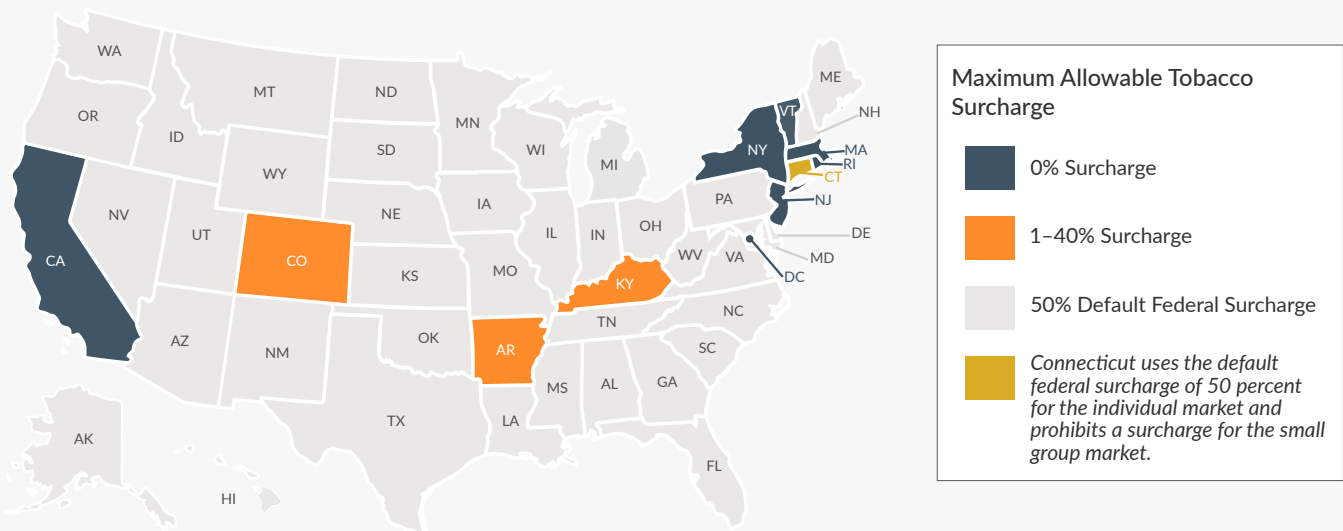 WA
MT
ND
MN
ME
OR
ID
SD
WI
MI
NY
VT
NH
MA
RI
CT
WY
IA
NE
PA
NJ
NV
UT
CO
IL
IN
OH
DE
MD
DC
CA
KS
MO
KY
WV
VA
AZ
NM
OK
AR
TN
NC
SC
TX
LA
MS
AL
GA
AK
HI
FL
Maximum Allowable Tobacco
Surcharge
0% Surcharge
1–40% Surcharge
50% Default Federal Surcharge
Connecticut uses the default
federal surcharge of 50 percent
for the individual market and
prohibits a surcharge for the small
group market.